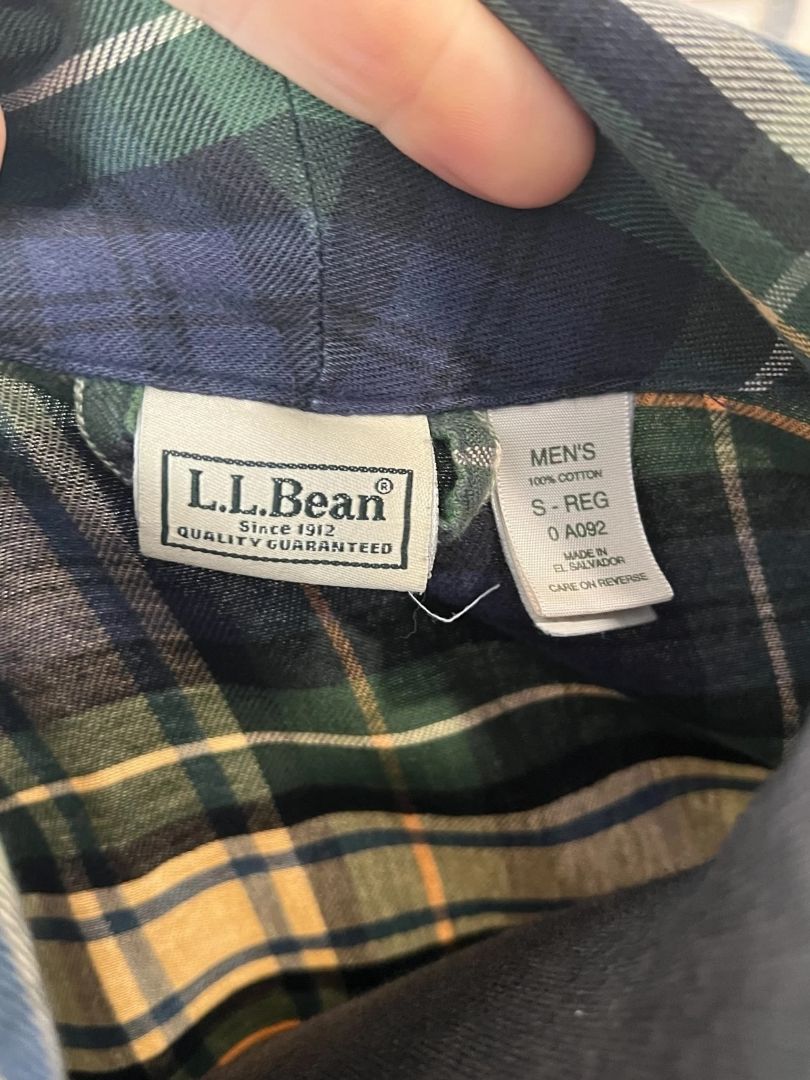 L.L.Bean®
Since 1912
QUALITY GUARANTEED
MEN'S
100% COTTON
S - REG
0 A092
MADE IN
EL SALVADOR
CARE ON REVERSE